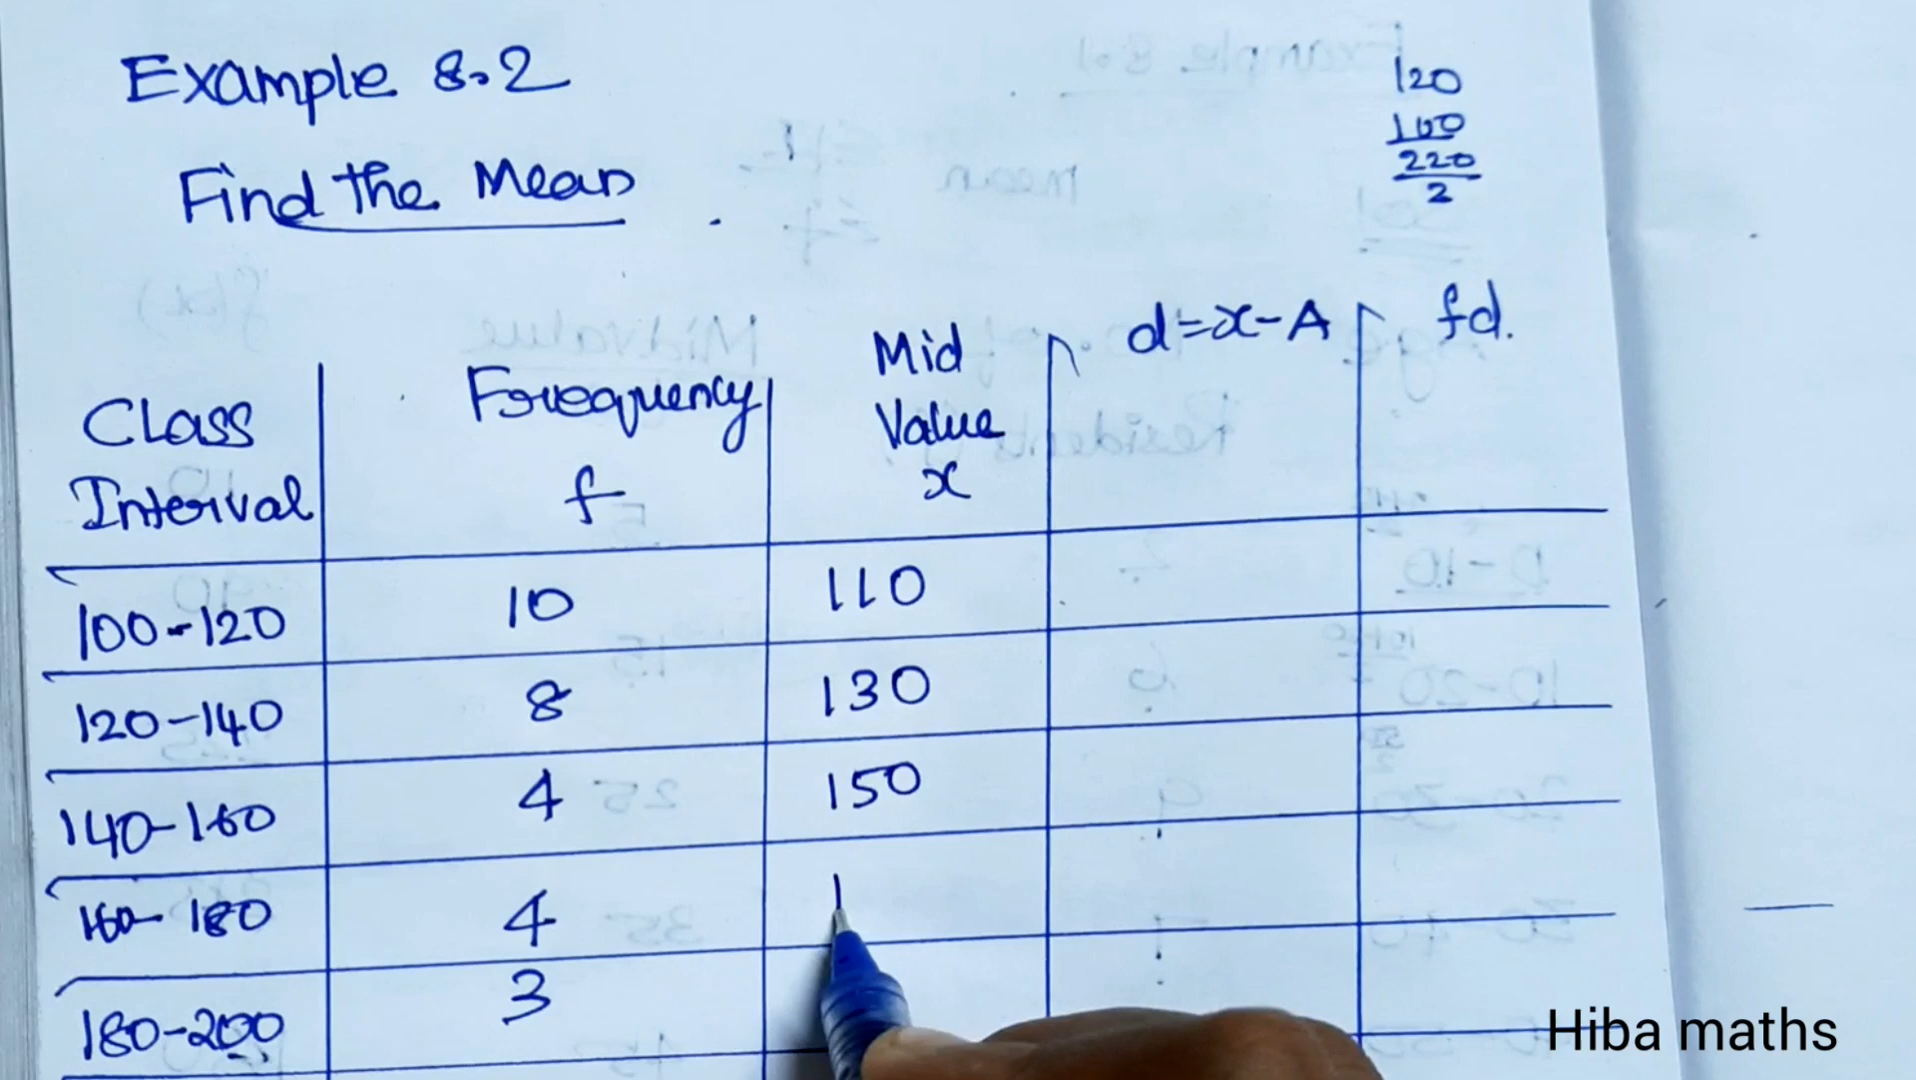 Example 8.2
120
100
220
2
Find the Mean
Class Interval Frequency f Mid Value x d=x-A fd.
100-120 10 110
120-140 8 130
140-160 4 150
160-180 4 1
180-200 3
Hiba maths